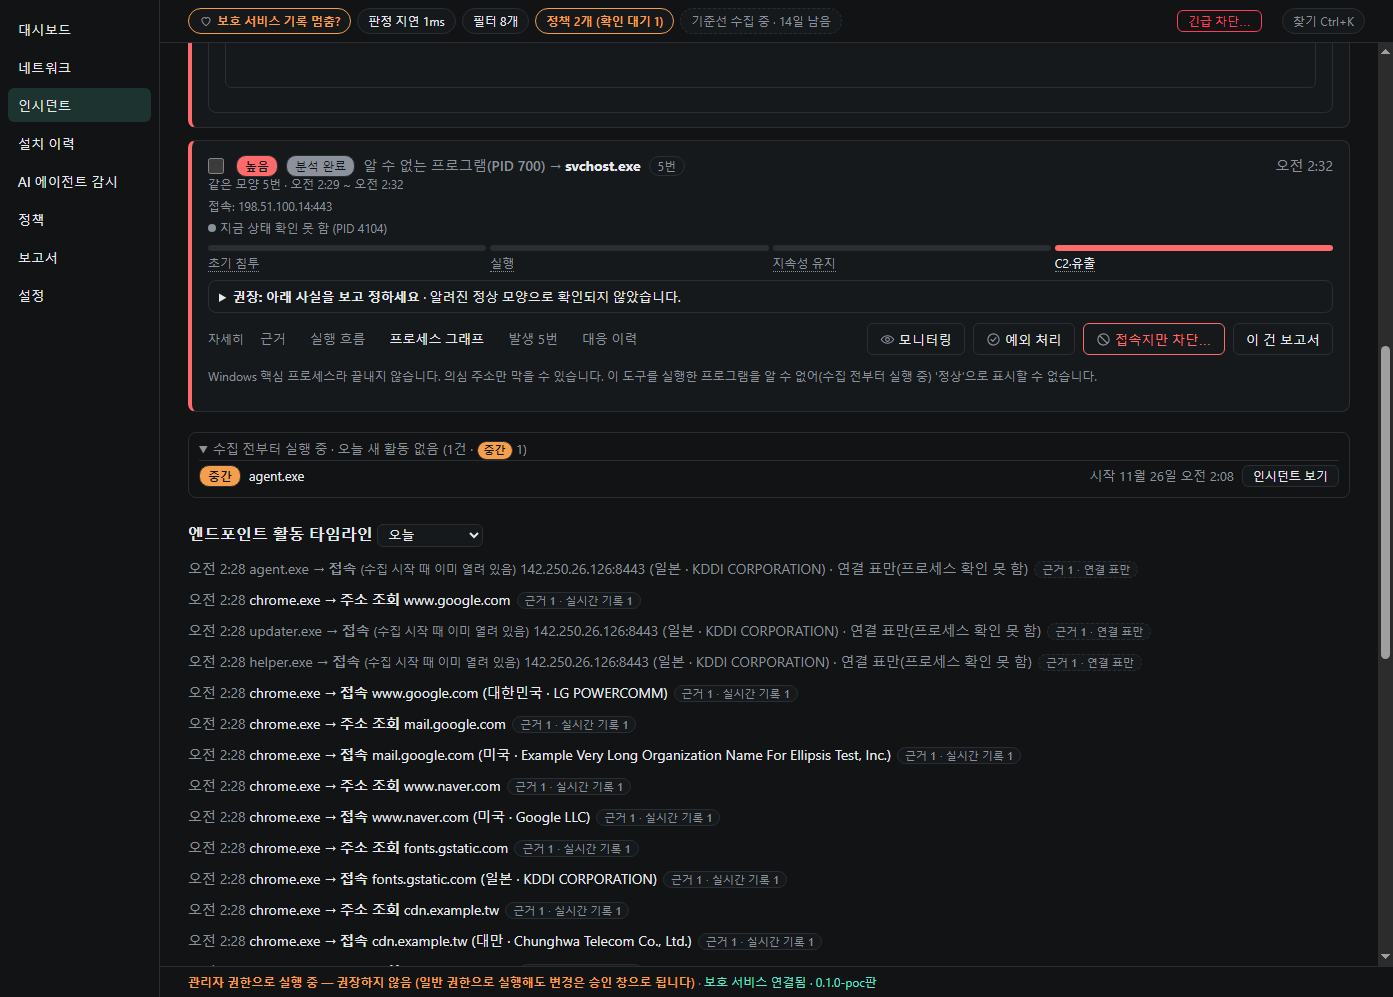 대시보드
네트워크
인시던트
설치 이력
AI 에이전트 감시
정책
보고서
설정
보호 서비스 기록 멈춤? 판정 지연 1ms 필터 8개 정책 2개 (확인 대기 1) 기준선 수집 중 · 14일 남음 긴급 차단... 찾기 Ctrl+K
높음 분석 완료 알 수 없는 프로그램(PID 700) → svchost.exe 5번 오전 2:32
같은 모양 5번 · 오전 2:29 ~ 오전 2:32
접속: 198.51.100.14:443
지금 상태 확인 못 함 (PID 4104)
초기 침투 실행 지속성 유지 C2·유출
▶ 권장: 아래 사실을 보고 정하세요 · 알려진 정상 모양으로 확인되지 않았습니다.
자세히 근거 실행 흐름 프로세스 그래프 발생 5번 대응 이력 모니터링 예외 처리 접속지만 차단... 이 건 보고서
Windows 핵심 프로세스라 끝내지 않습니다. 의심 주소만 막을 수 있습니다. 이 도구를 실행한 프로그램을 알 수 없어(수집 전부터 실행 중) '정상'으로 표시할 수 없습니다.
▼ 수집 전부터 실행 중 · 오늘 새 활동 없음 (1건 · 중간 1)
중간 agent.exe 시작 11월 26일 오전 2:08 인시던트 보기
엔드포인트 활동 타임라인 오늘
오전 2:28 agent.exe → 접속 (수집 시작 때 이미 열려 있음) 142.250.26.126:8443 (일본 · KDDI CORPORATION) · 연결 표만(프로세스 확인 못 함) 근거 1 · 연결 표만
오전 2:28 chrome.exe → 주소 조회 www.google.com 근거 1 · 실시간 기록 1
오전 2:28 updater.exe → 접속 (수집 시작 때 이미 열려 있음) 142.250.26.126:8443 (일본 · KDDI CORPORATION) · 연결 표만(프로세스 확인 못 함) 근거 1 · 연결 표만
오전 2:28 helper.exe → 접속 (수집 시작 때 이미 열려 있음) 142.250.26.126:8443 (일본 · KDDI CORPORATION) · 연결 표만(프로세스 확인 못 함) 근거 1 · 연결 표만
오전 2:28 chrome.exe → 접속 www.google.com (대한민국 · LG POWERCOMM) 근거 1 · 실시간 기록 1
오전 2:28 chrome.exe → 주소 조회 mail.google.com 근거 1 · 실시간 기록 1
오전 2:28 chrome.exe → 접속 mail.google.com (미국 · Example Very Long Organization Name For Ellipsis Test, Inc.) 근거 1 · 실시간 기록 1
오전 2:28 chrome.exe → 주소 조회 www.naver.com 근거 1 · 실시간 기록 1
오전 2:28 chrome.exe → 접속 www.naver.com (미국 · Google LLC) 근거 1 · 실시간 기록 1
오전 2:28 chrome.exe → 주소 조회 fonts.gstatic.com 근거 1 · 실시간 기록 1
오전 2:28 chrome.exe → 접속 fonts.gstatic.com (일본 · KDDI CORPORATION) 근거 1 · 실시간 기록 1
오전 2:28 chrome.exe → 주소 조회 cdn.example.tw 근거 1 · 실시간 기록 1
오전 2:28 chrome.exe → 접속 cdn.example.tw (대만 · Chunghwa Telecom Co., Ltd.) 근거 1 · 실시간 기록 1
관리자 권한으로 실행 중 — 권장하지 않음 (일반 권한으로 실행해도 변경은 승인 창으로 됩니다) · 보호 서비스 연결됨 · 0.1.0-poc판